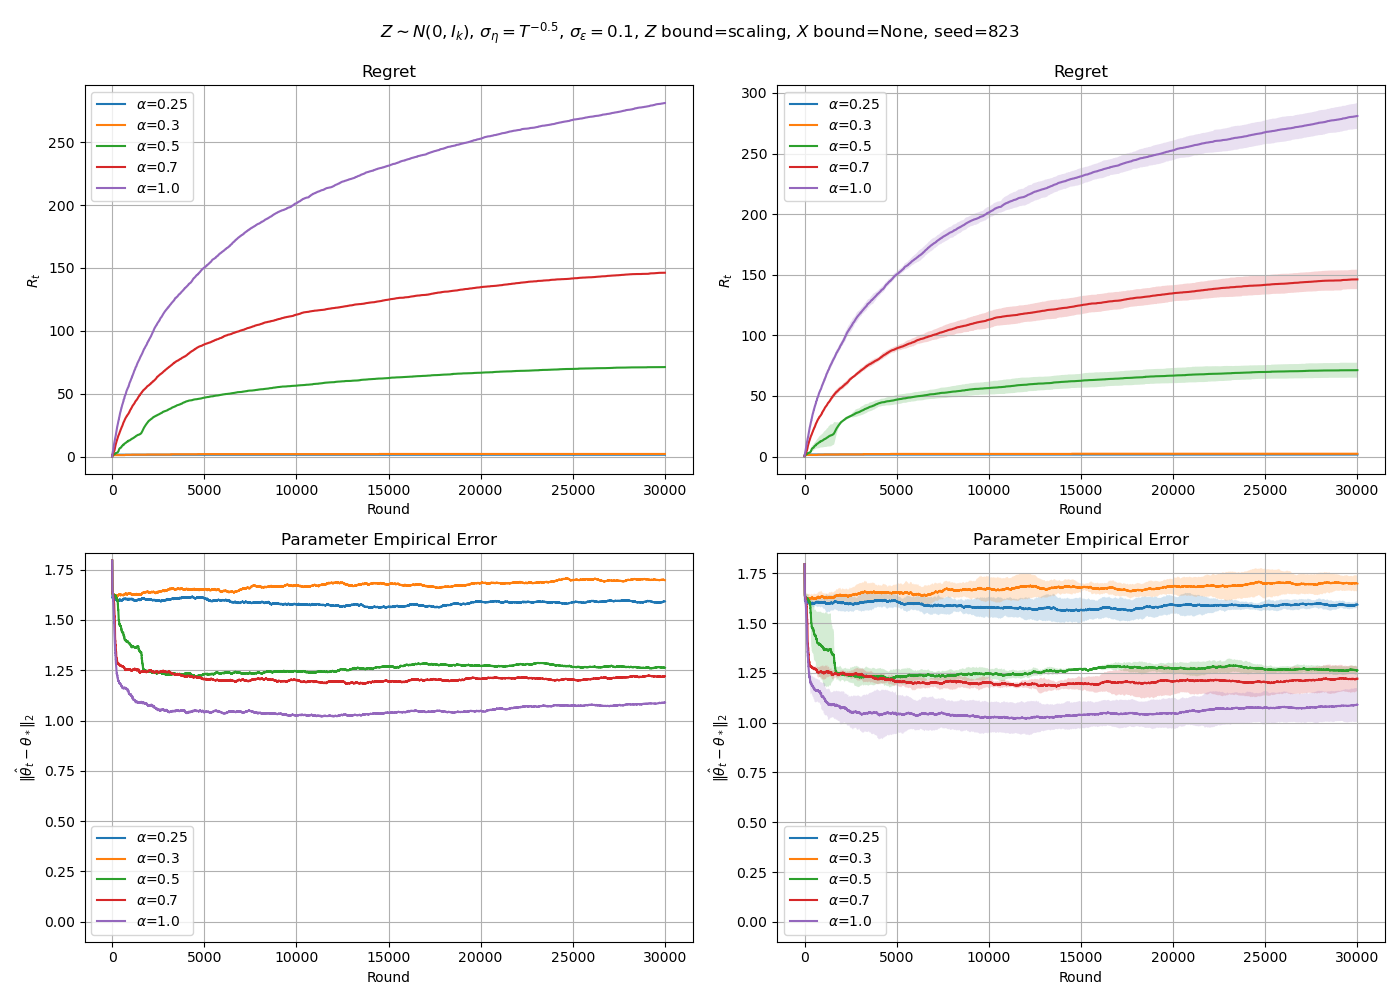 Z ∼ N(0, I_k), σ_η = T^{−0.5}, σ_ε = 0.1, Z bound=scaling, X bound=None, seed=823
Regret
R_t
250
200
150
100
50
0
α=0.25
α=0.3
α=0.5
α=0.7
α=1.0
0 5000 10000 15000 20000 25000 30000
Round
Regret
R_t
300
250
200
150
100
50
0
α=0.25
α=0.3
α=0.5
α=0.7
α=1.0
0 5000 10000 15000 20000 25000 30000
Round
Parameter Empirical Error
‖θ̂_t − θ_*‖_2
1.75
1.50
1.25
1.00
0.75
0.50
0.25
0.00
α=0.25
α=0.3
α=0.5
α=0.7
α=1.0
0 5000 10000 15000 20000 25000 30000
Round
Parameter Empirical Error
‖θ̂_t − θ_*‖_2
1.75
1.50
1.25
1.00
0.75
0.50
0.25
0.00
α=0.25
α=0.3
α=0.5
α=0.7
α=1.0
0 5000 10000 15000 20000 25000 30000
Round